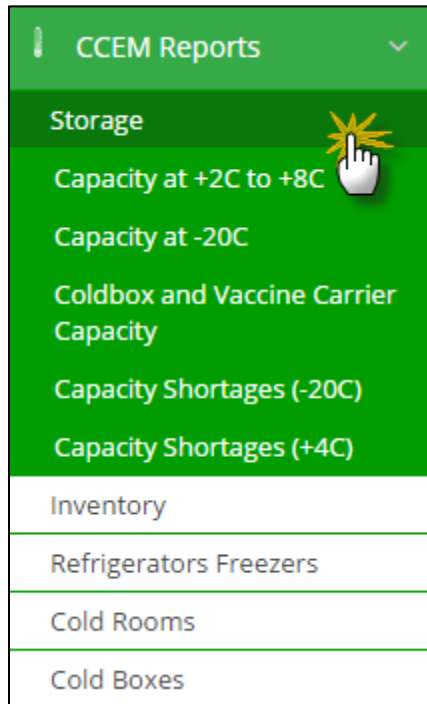 CCEM Reports
Storage
Capacity at +2C to +8C
Capacity at -20C
Coldbox and Vaccine Carrier
Capacity
Capacity Shortages (-20C)
Capacity Shortages (+4C)
Inventory
Refrigerators Freezers
Cold Rooms
Cold Boxes